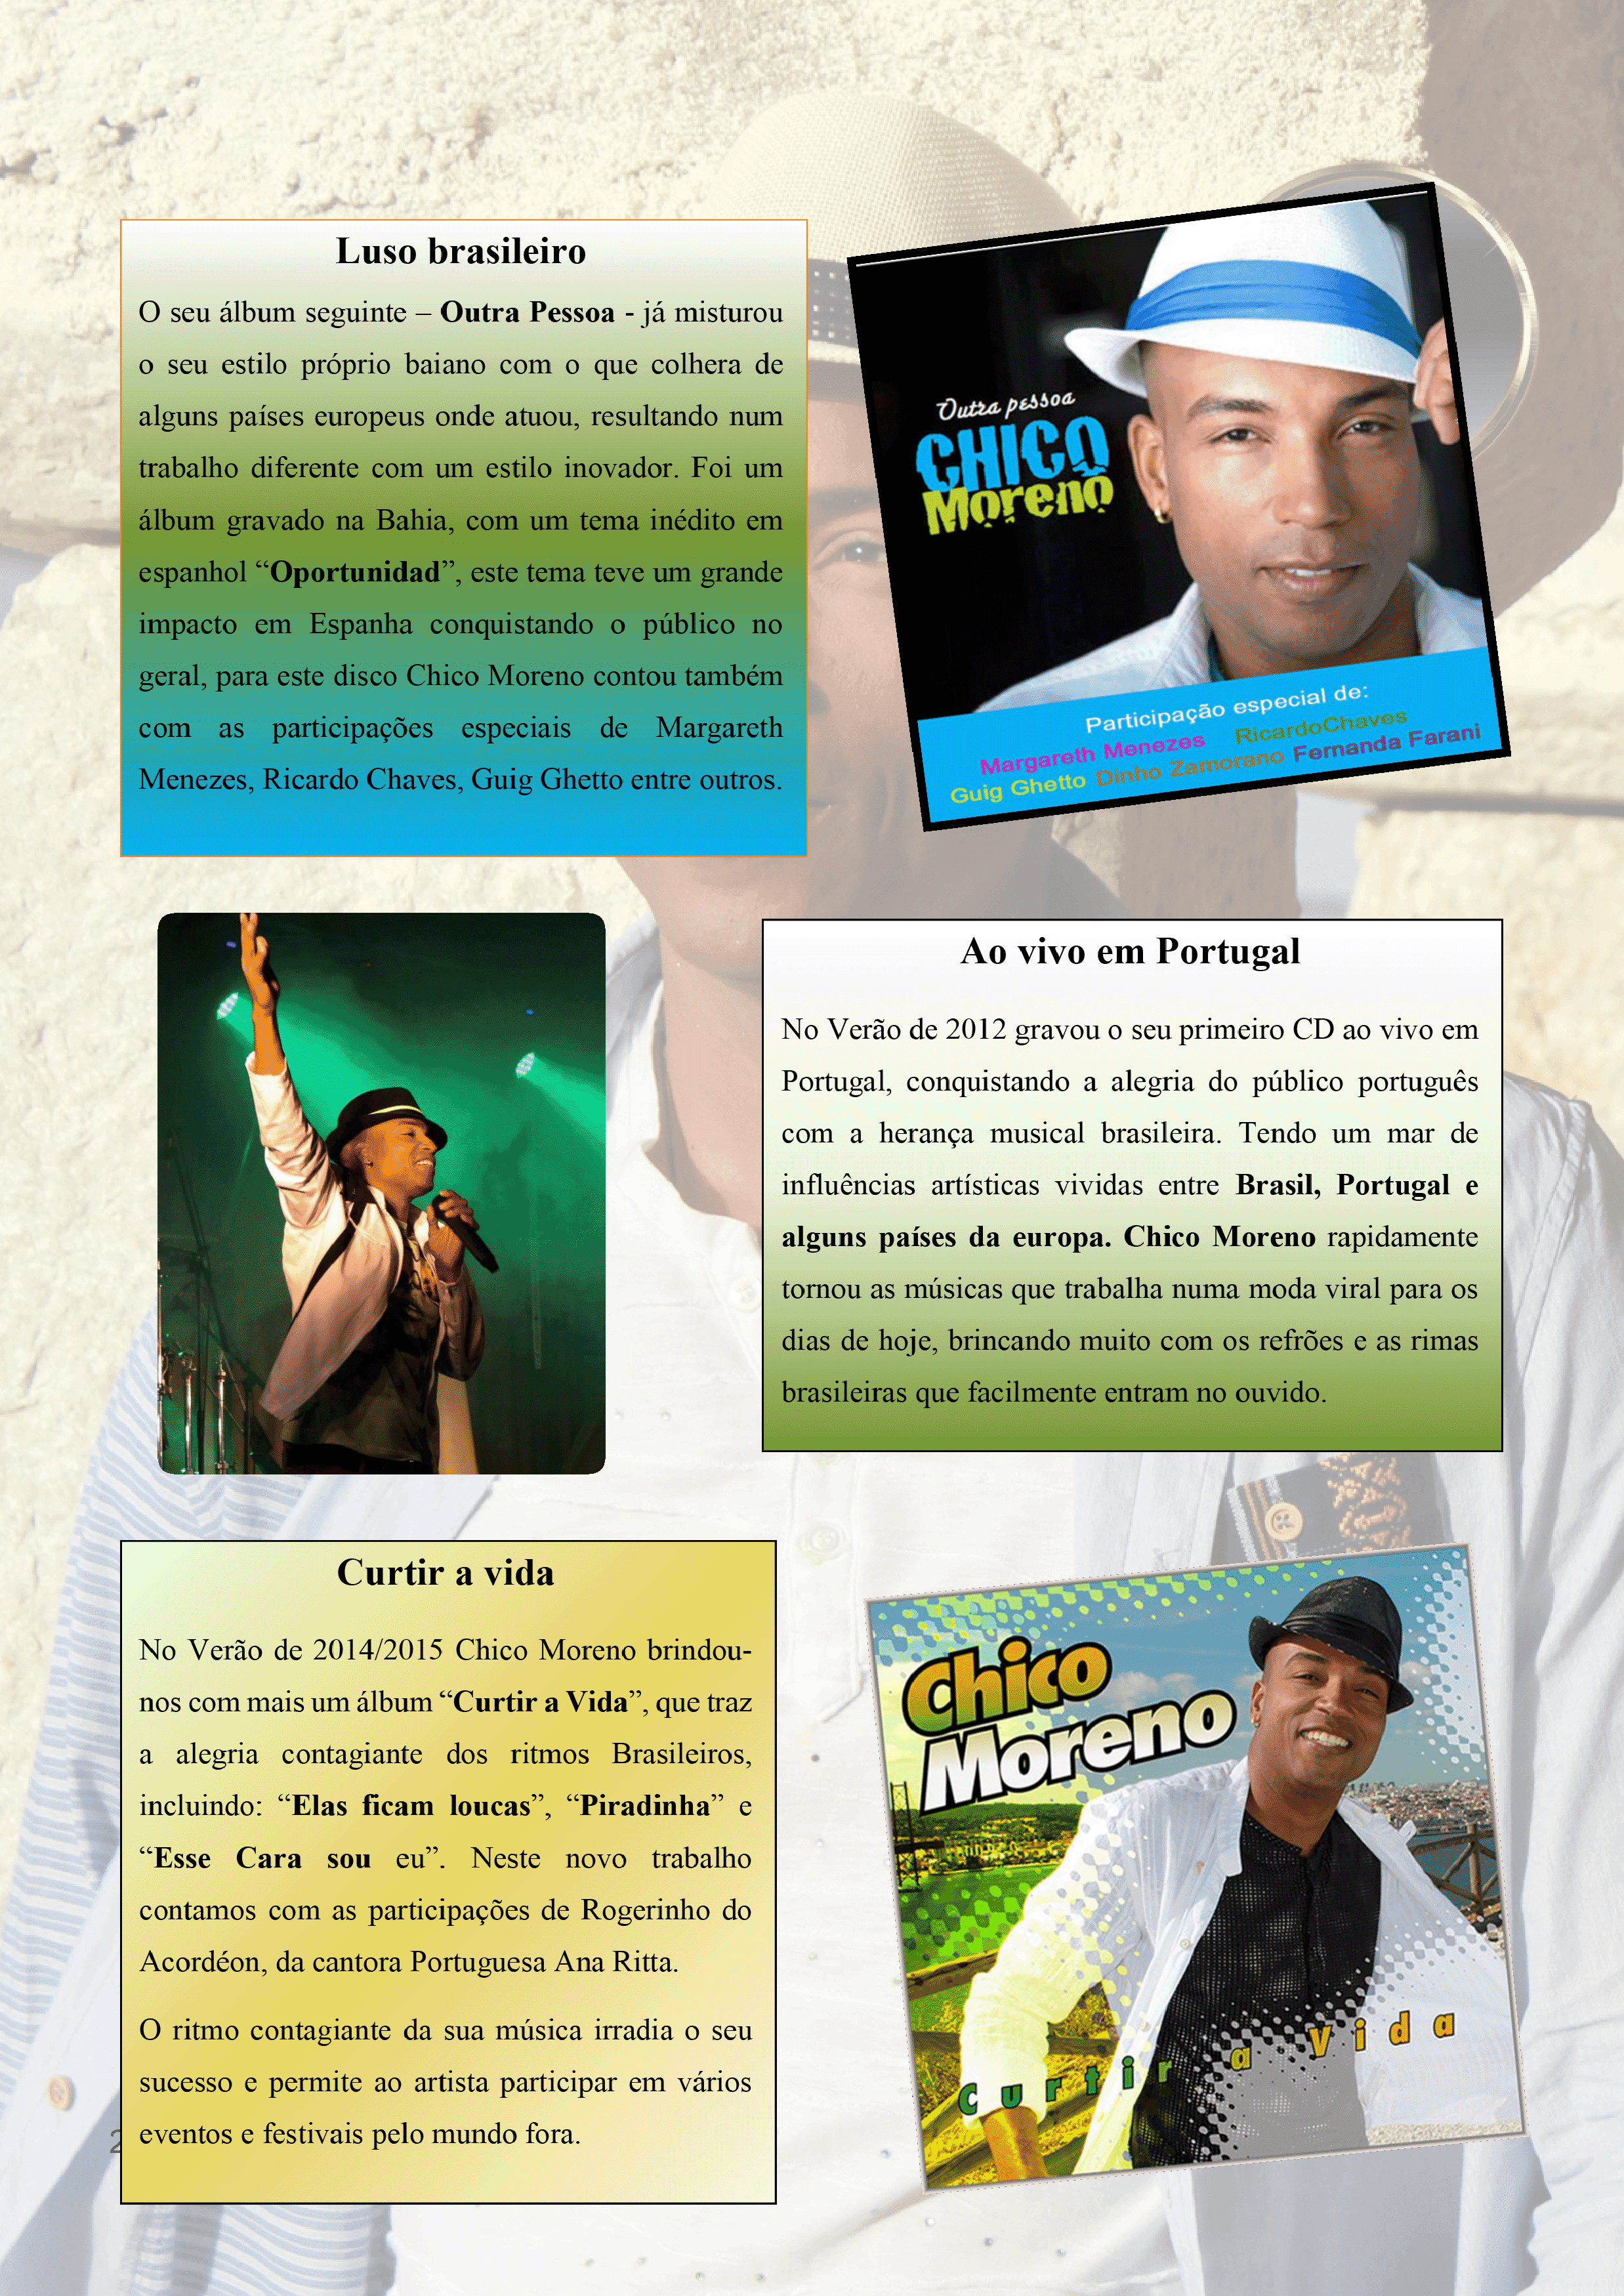 Luso brasileiro
O seu álbum seguinte – Outra Pessoa - já misturou
o seu estilo próprio baiano com o que colhera de
alguns países europeus onde atuou, resultando num
trabalho diferente com um estilo inovador. Foi um
álbum gravado na Bahia, com um tema inédito em
espanhol “Oportunidad”, este tema teve um grande
impacto em Espanha conquistando o público no
geral, para este disco Chico Moreno contou também
com as participações especiais de Margareth
Menezes, Ricardo Chaves, Guig Ghetto entre outros.
Outra pessoa
CHICO
Moreno
Participação especial de:
Margareth Menezes RicardoChaves
Guig Ghetto Dinho Zamorano Fernanda Farani
Ao vivo em Portugal
No Verão de 2012 gravou o seu primeiro CD ao vivo em
Portugal, conquistando a alegria do público português
com a herança musical brasileira. Tendo um mar de
influências artísticas vividas entre Brasil, Portugal e
alguns países da europa. Chico Moreno rapidamente
tornou as músicas que trabalha numa moda viral para os
dias de hoje, brincando muito com os refrões e as rimas
brasileiras que facilmente entram no ouvido.
Curtir a vida
No Verão de 2014/2015 Chico Moreno brindou-
nos com mais um álbum “Curtir a Vida”, que traz
a alegria contagiante dos ritmos Brasileiros,
incluindo: “Elas ficam loucas”, “Piradinha” e
“Esse Cara sou eu”. Neste novo trabalho
contamos com as participações de Rogerinho do
Acordéon, da cantora Portuguesa Ana Ritta.
O ritmo contagiante da sua música irradia o seu
sucesso e permite ao artista participar em vários
eventos e festivais pelo mundo fora.
Chico
Moreno
Curtir a Vida